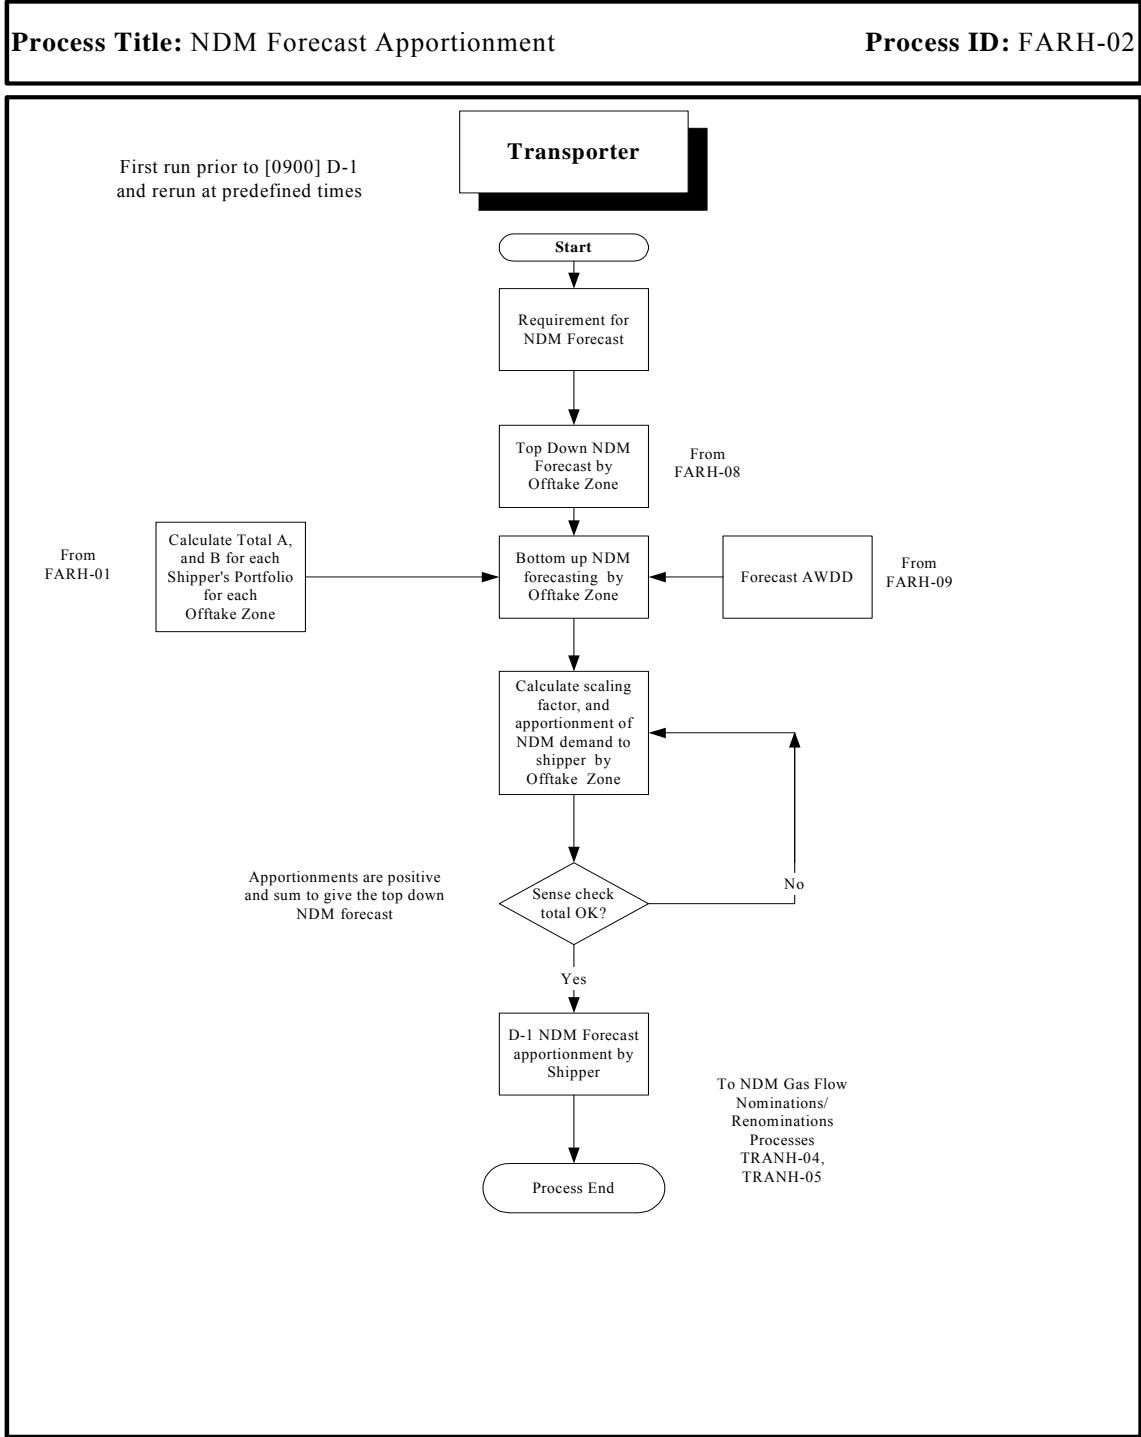 Process Title: NDM Forecast Apportionment
Process ID: FARH-02
First run prior to [0900] D-1
and rerun at predefined times
Transporter
Start
Requirement for
NDM Forecast
Top Down NDM
Forecast by
Offtake Zone
From
FARH-08
From
FARH-01
Calculate Total A,
and B for each
Shipper's Portfolio
for each
Offtake Zone
Bottom up NDM
forecasting by
Offtake Zone
Forecast AWDD
From
FARH-09
Calculate scaling
factor, and
apportionment of
NDM demand to
shipper by
Offtake Zone
Apportionments are positive
and sum to give the top down
NDM forecast
Sense check
total OK?
No
Yes
D-1 NDM Forecast
apportionment by
Shipper
To NDM Gas Flow
Nominations/
Renominations
Processes
TRANH-04,
TRANH-05
Process End